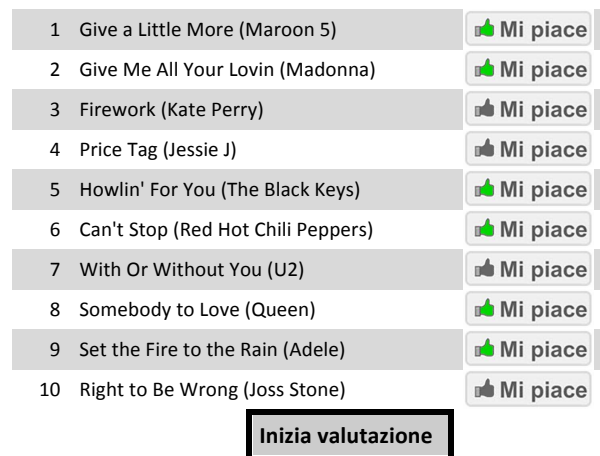 1 Give a Little More (Maroon 5) Mi piace
2 Give Me All Your Lovin (Madonna) Mi piace
3 Firework (Kate Perry) Mi piace
4 Price Tag (Jessie J) Mi piace
5 Howlin' For You (The Black Keys) Mi piace
6 Can't Stop (Red Hot Chili Peppers) Mi piace
7 With Or Without You (U2) Mi piace
8 Somebody to Love (Queen) Mi piace
9 Set the Fire to the Rain (Adele) Mi piace
10 Right to Be Wrong (Joss Stone) Mi piace
Inizia valutazione